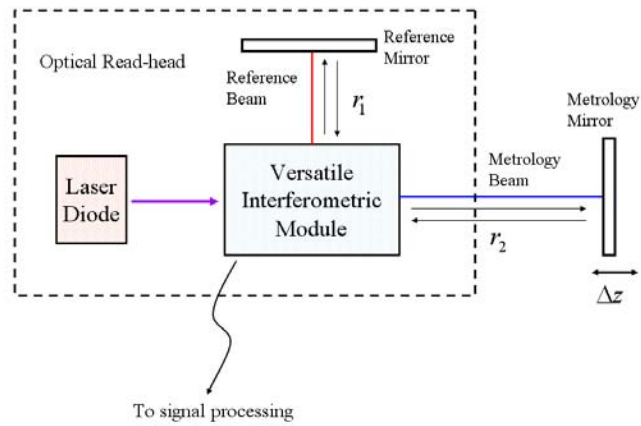 Optical Read-head
Reference
Mirror
Reference
Beam
r₁
Metrology
Mirror
Laser
Diode
Versatile
Interferometric
Module
Metrology
Beam
r₂
Δz
To signal processing